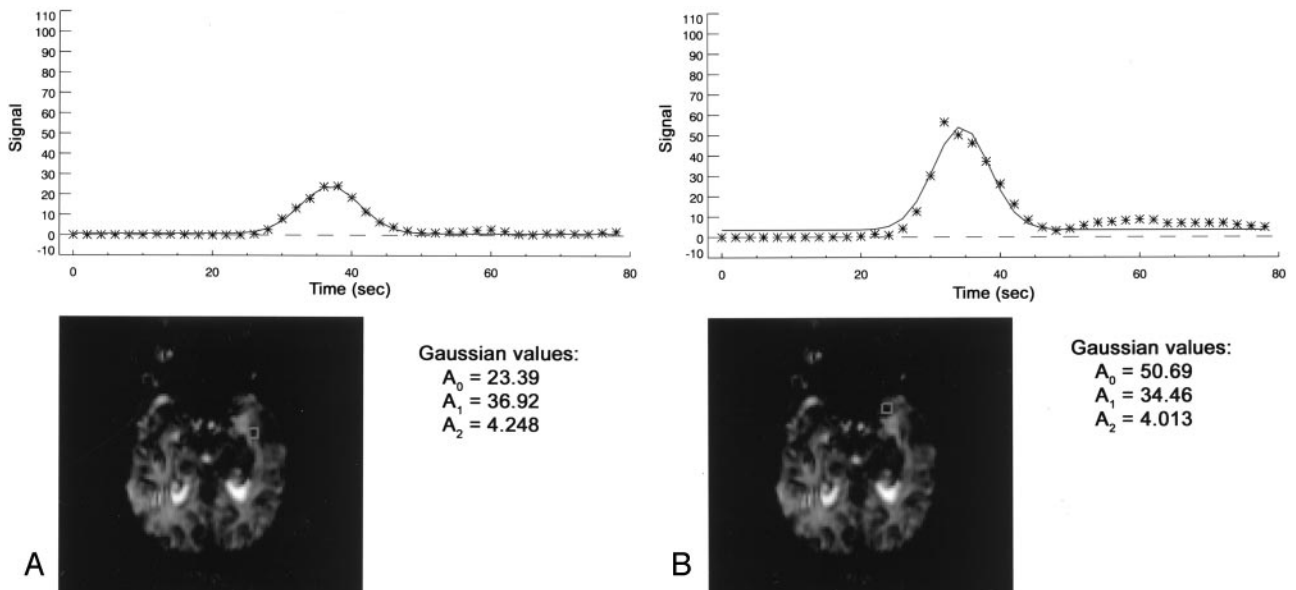 110
100
90
80
70
60
50
40
30
20
10
0
-10
Signal
0 20 40 60 80
Time (sec)
Gaussian values:
A₀ = 23.39
A₁ = 36.92
A₂ = 4.248
A
110
100
90
80
70
60
50
40
30
20
10
0
-10
Signal
0 20 40 60 80
Time (sec)
Gaussian values:
A₀ = 50.69
A₁ = 34.46
A₂ = 4.013
B